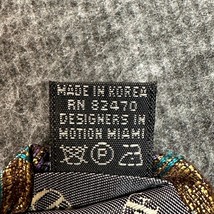 MADE IN KOREA
RN 82470
DESIGNERS IN
MOTION MIAMI
P